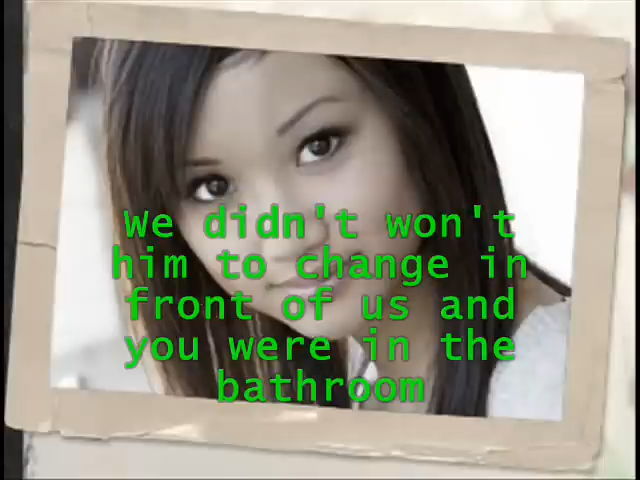 We didn't won't
him to change in
front of us and
you were in the
bathroom